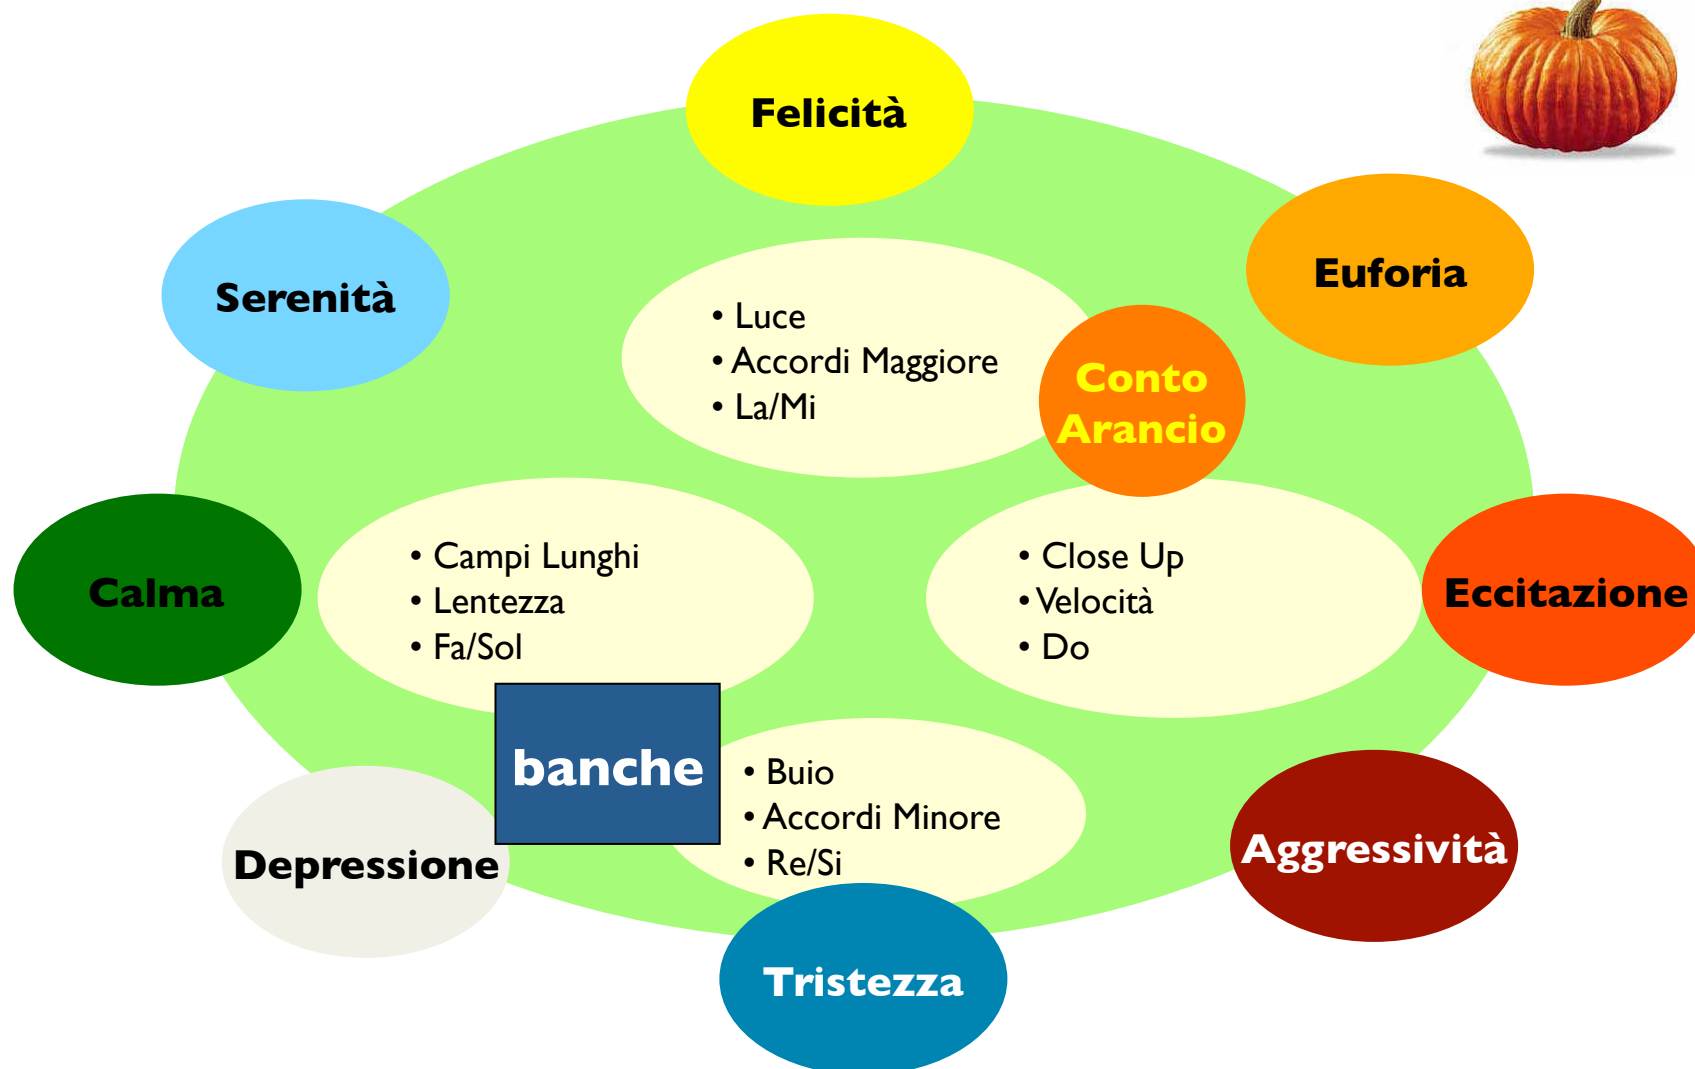 Felicità
Serenità
Euforia
• Luce
• Accordi Maggiore
• La/Mi
Conto
Arancio
Calma
• Campi Lunghi
• Lentezza
• Fa/Sol
• Close Up
• Velocità
• Do
Eccitazione
banche
• Buio
• Accordi Minore
• Re/Si
Depressione
Aggressività
Tristezza